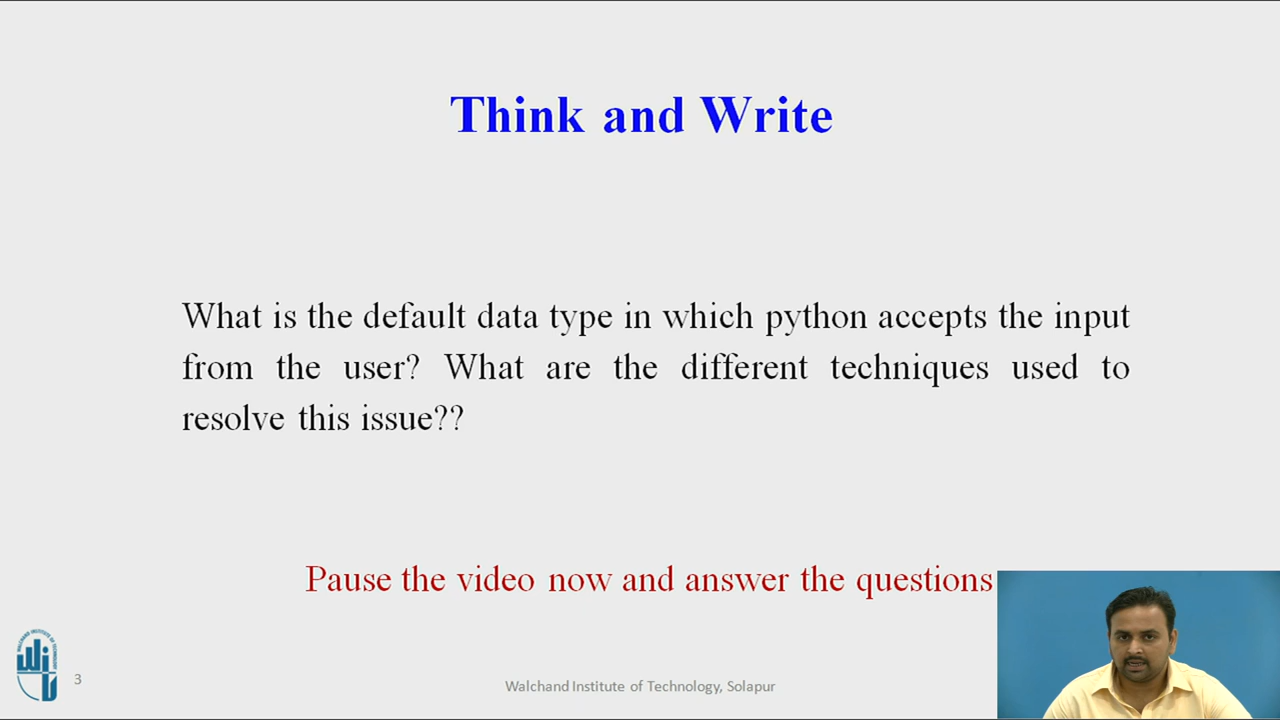 Think and Write
What is the default data type in which python accepts the input
from the user? What are the different techniques used to
resolve this issue??
Pause the video now and answer the questions
3
Walchand Institute of Technology, Solapur